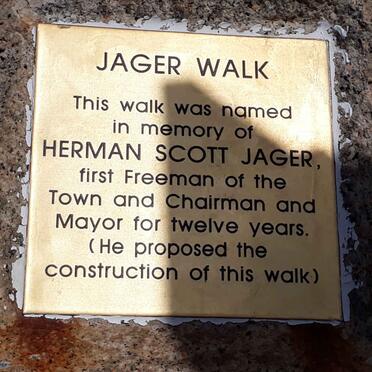 JAGER WALK
This walk was named
in memory of
HERMAN SCOTT JAGER,
first Freeman of the
Town and Chairman and
Mayor for twelve years.
(He proposed the
construction of this walk)